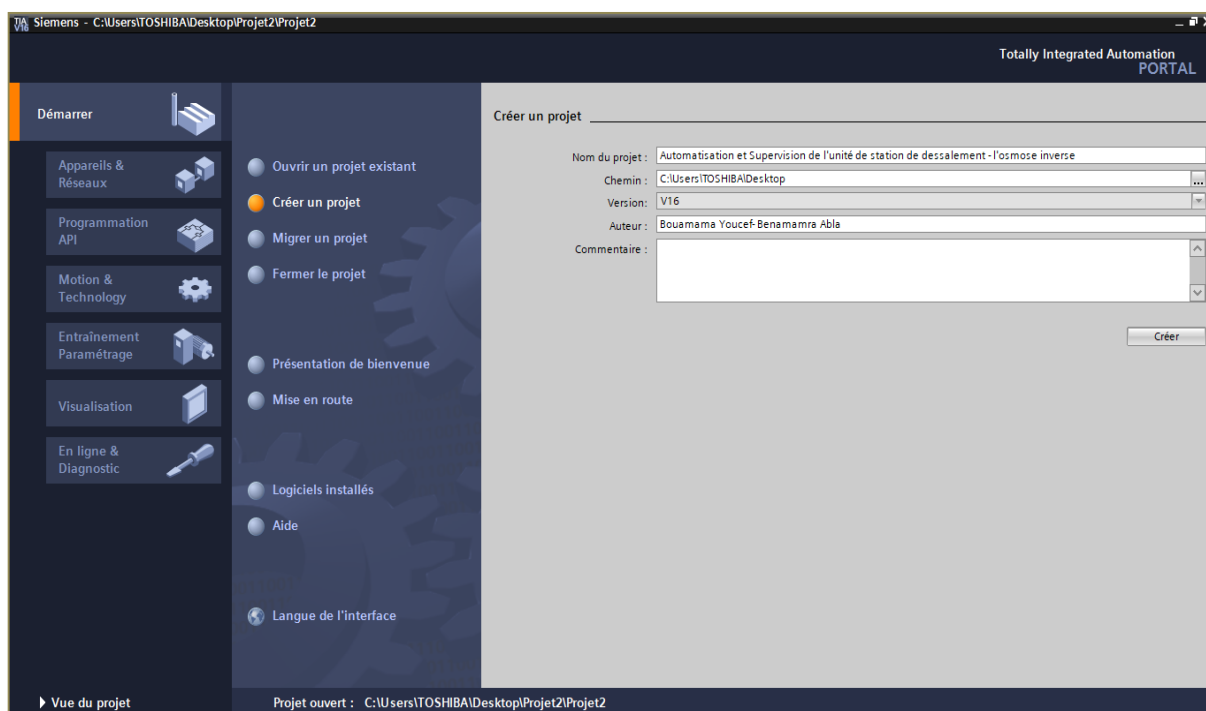 TIA V16 Siemens - C:\Users\TOSHIBA\Desktop\Projet2\Projet2
Totally Integrated Automation
PORTAL
Démarrer
Appareils &
Réseaux
Programmation
API
Motion &
Technology
Entraînement
Paramétrage
Visualisation
En ligne &
Diagnostic
Ouvrir un projet existant
Créer un projet
Migrer un projet
Fermer le projet
Présentation de bienvenue
Mise en route
Logiciels installés
Aide
Langue de l'interface
Créer un projet
Nom du projet : Automatisation et Supervision de l'unité de station de dessalement - l'osmose inverse
Chemin : C:\Users\TOSHIBA\Desktop ...
Version: V16
Auteur : Bouamama Youcef- Benamamra Abla
Commentaire :
Créer
Vue du projet
Projet ouvert : C:\Users\TOSHIBA\Desktop\Projet2\Projet2